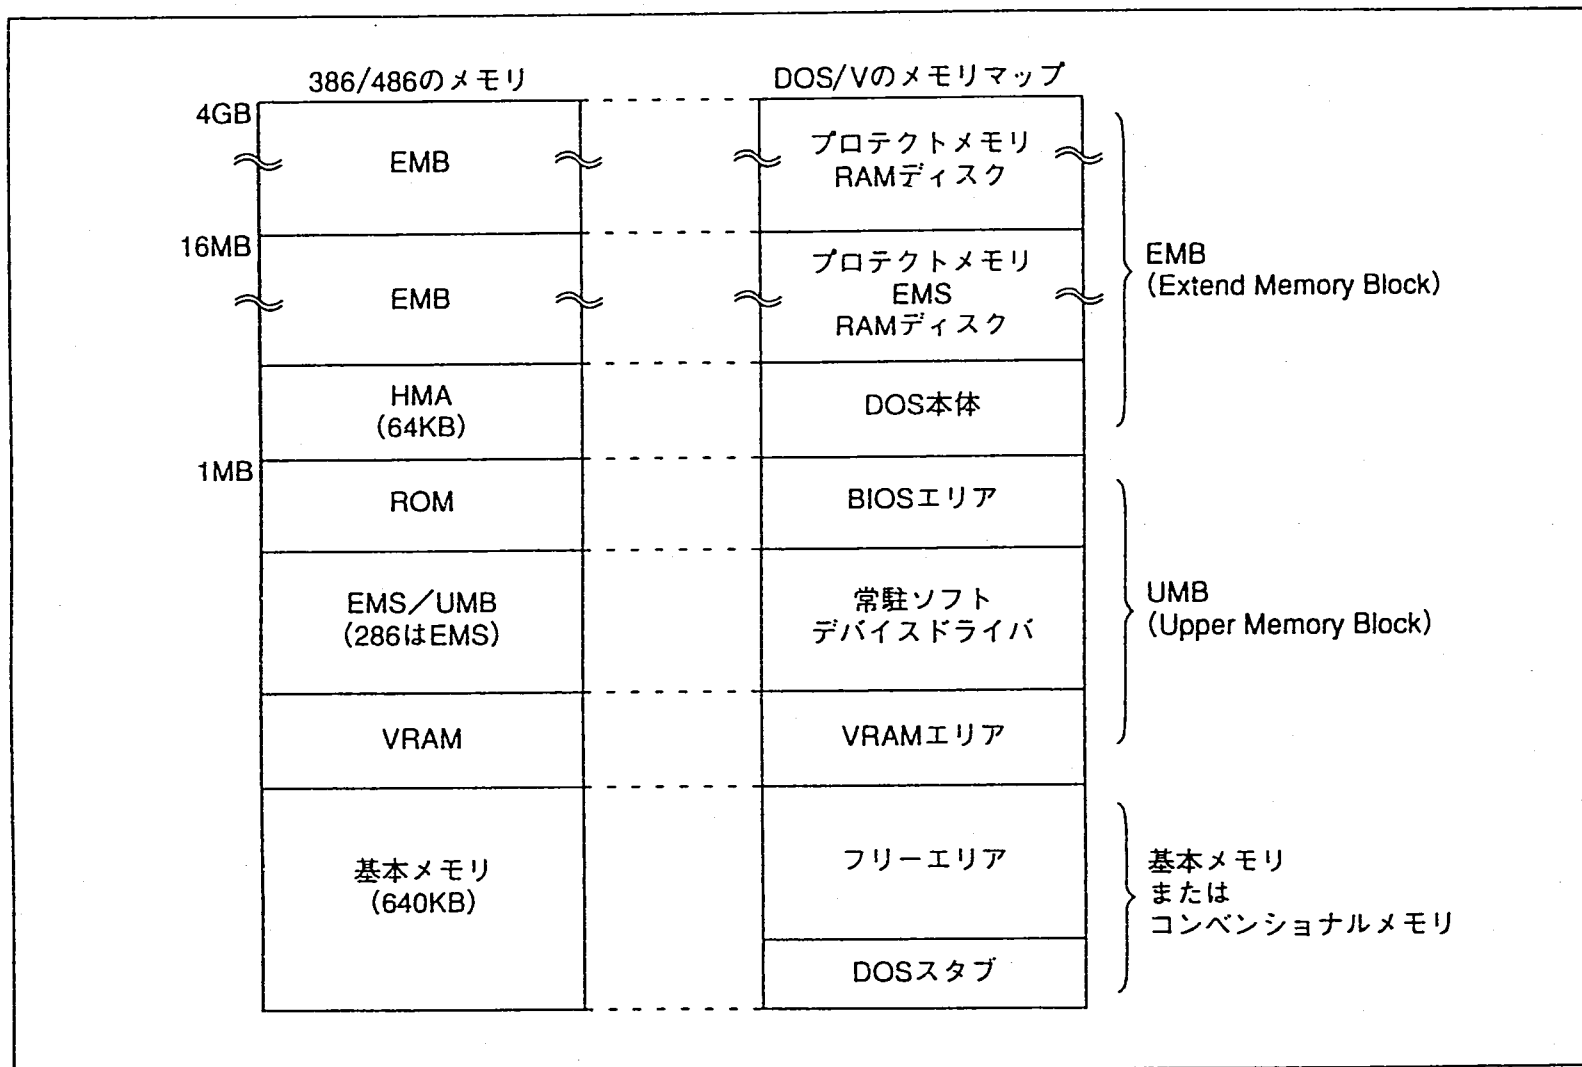 386/486のメモリ
4GB
EMB
16MB
EMB
HMA
(64KB)
1MB
ROM
EMS／UMB
(286はEMS)
VRAM
基本メモリ
(640KB)
DOS/Vのメモリマップ
プロテクトメモリ
RAMディスク
プロテクトメモリ
EMS
RAMディスク
DOS本体
BIOSエリア
常駐ソフト
デバイスドライバ
VRAMエリア
フリーエリア
DOSスタブ
EMB
(Extend Memory Block)
UMB
(Upper Memory Block)
基本メモリ
または
コンベンショナルメモリ